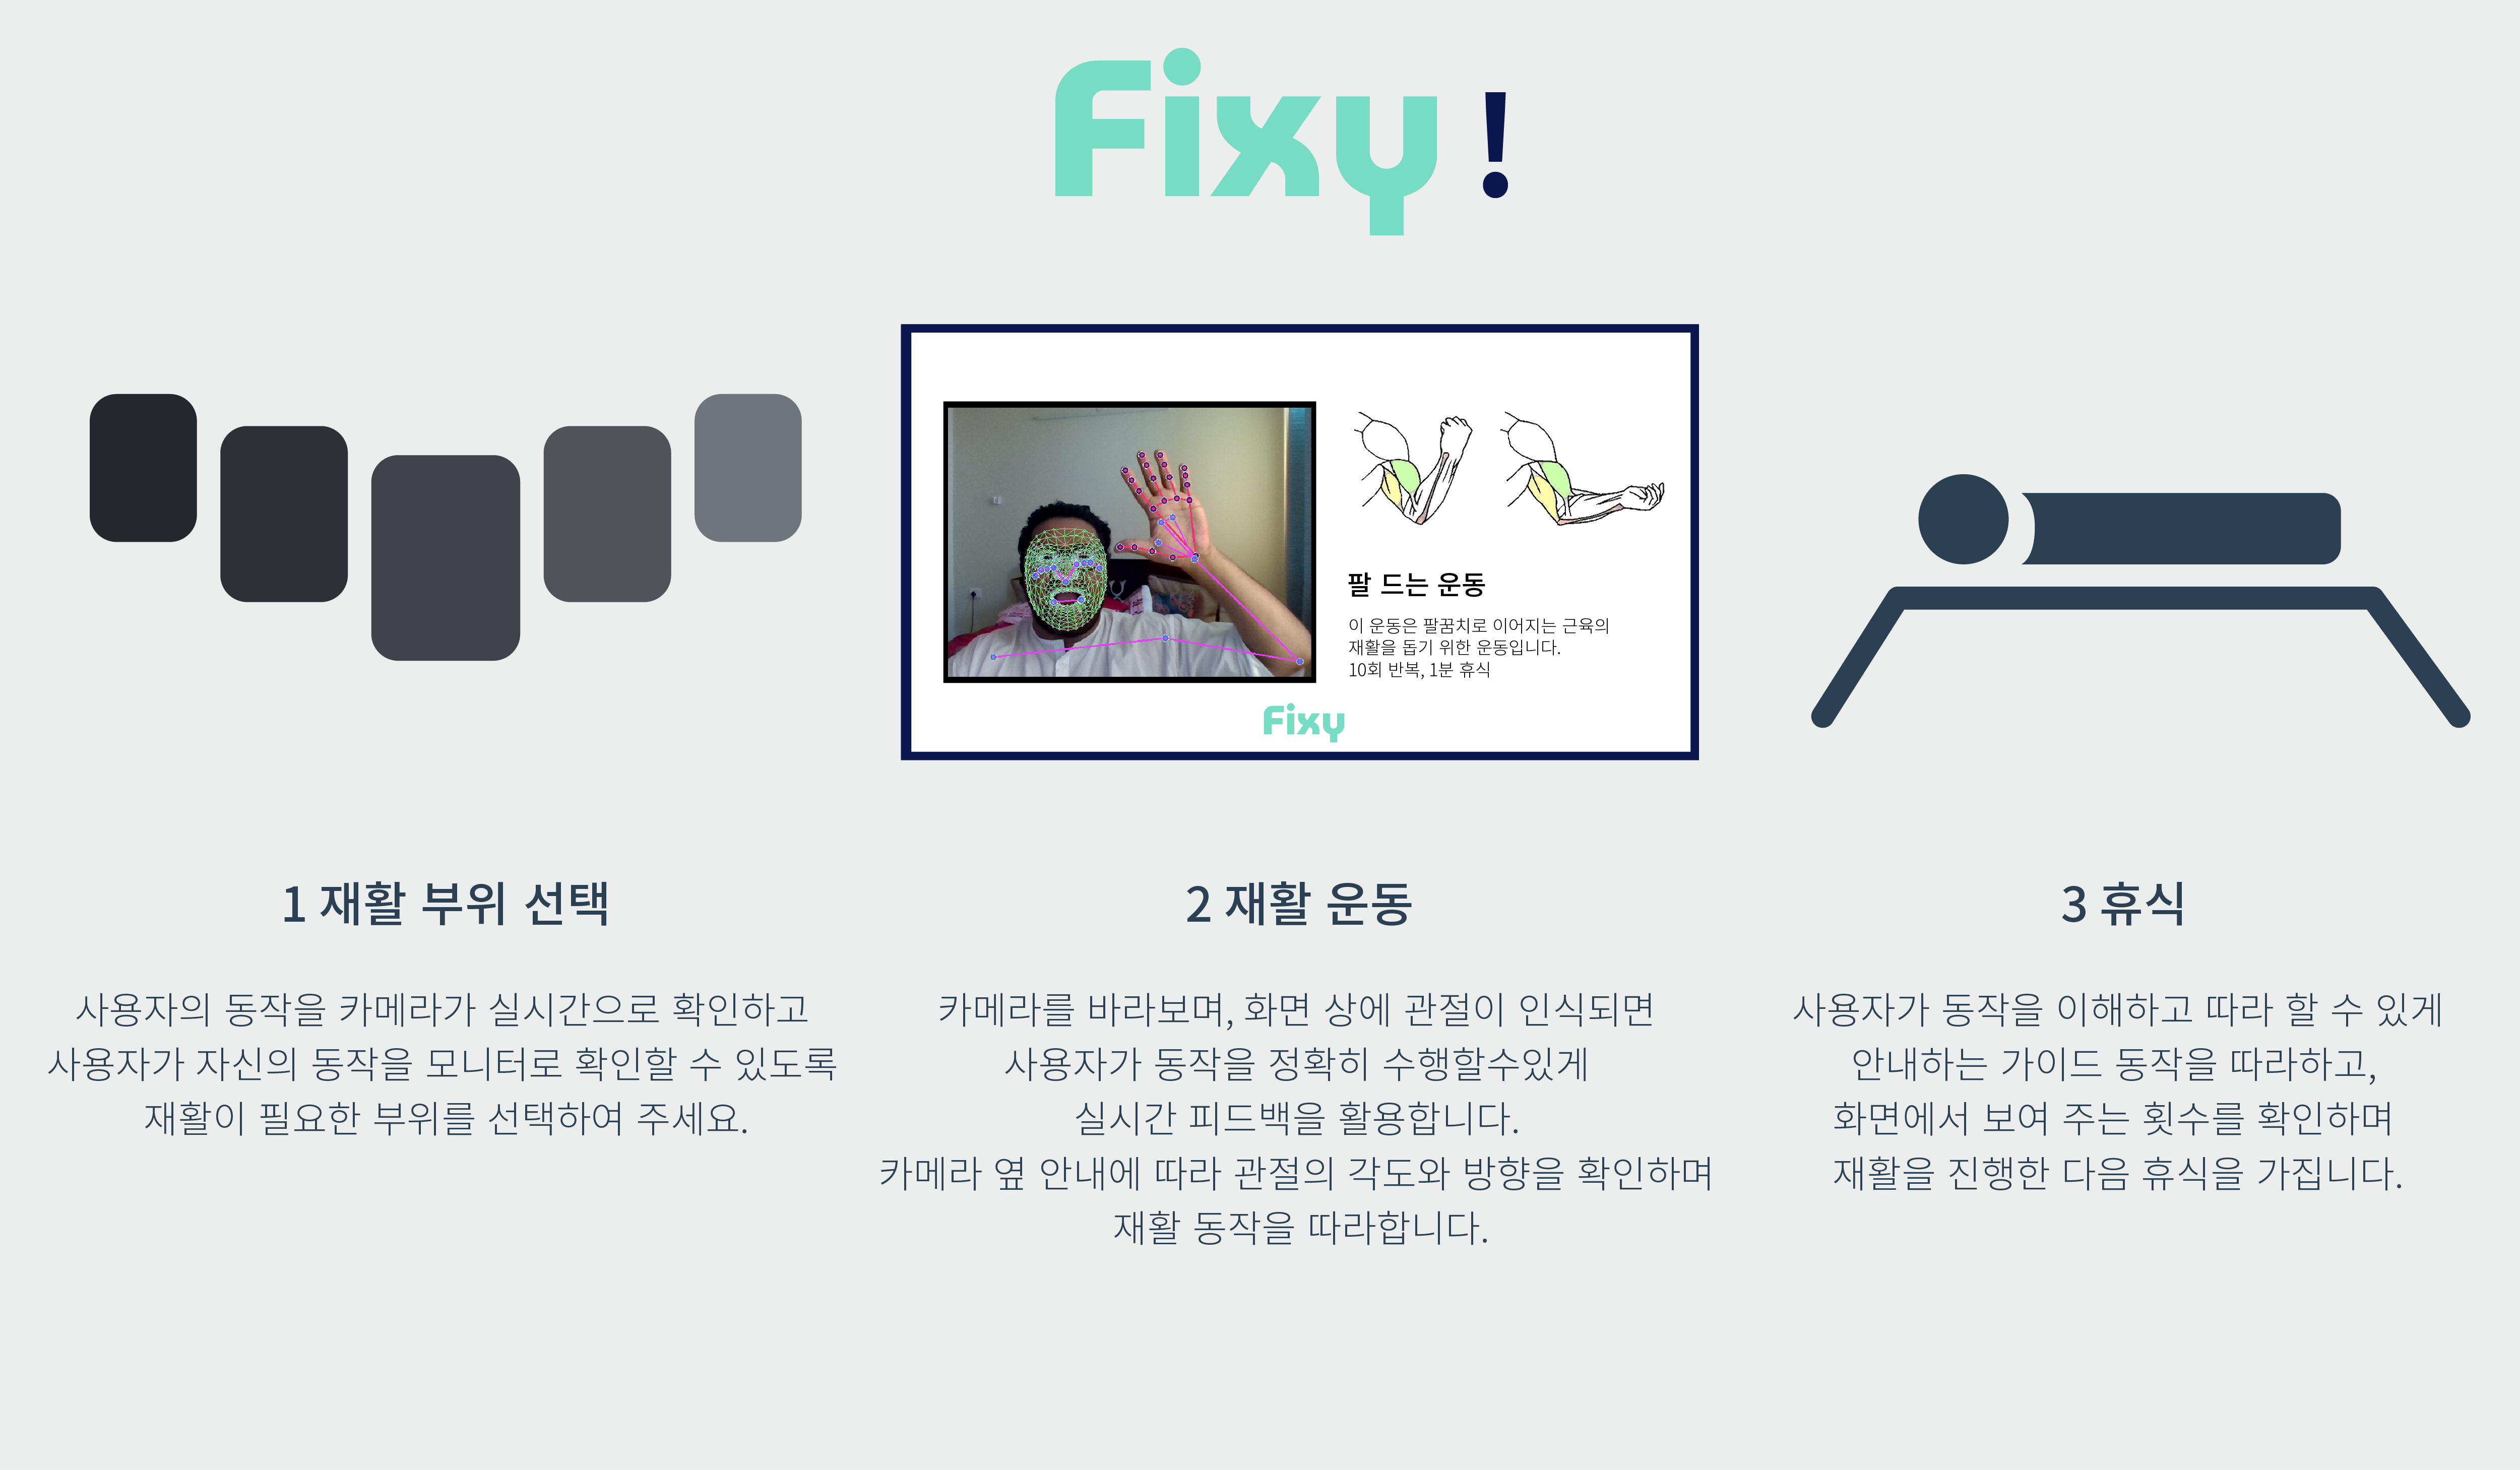 Fixy !
팔 드는 운동
이 운동은 팔꿈치로 이어지는 근육의
재활을 돕기 위한 운동입니다.
10회 반복, 1분 휴식
Fixy
1 재활 부위 선택
사용자의 동작을 카메라가 실시간으로 확인하고
사용자가 자신의 동작을 모니터로 확인할 수 있도록
재활이 필요한 부위를 선택하여 주세요.
2 재활 운동
카메라를 바라보며, 화면 상에 관절이 인식되면
사용자가 동작을 정확히 수행할수있게
실시간 피드백을 활용합니다.
카메라 옆 안내에 따라 관절의 각도와 방향을 확인하며
재활 동작을 따라합니다.
3 휴식
사용자가 동작을 이해하고 따라 할 수 있게
안내하는 가이드 동작을 따라하고,
화면에서 보여 주는 횟수를 확인하며
재활을 진행한 다음 휴식을 가집니다.